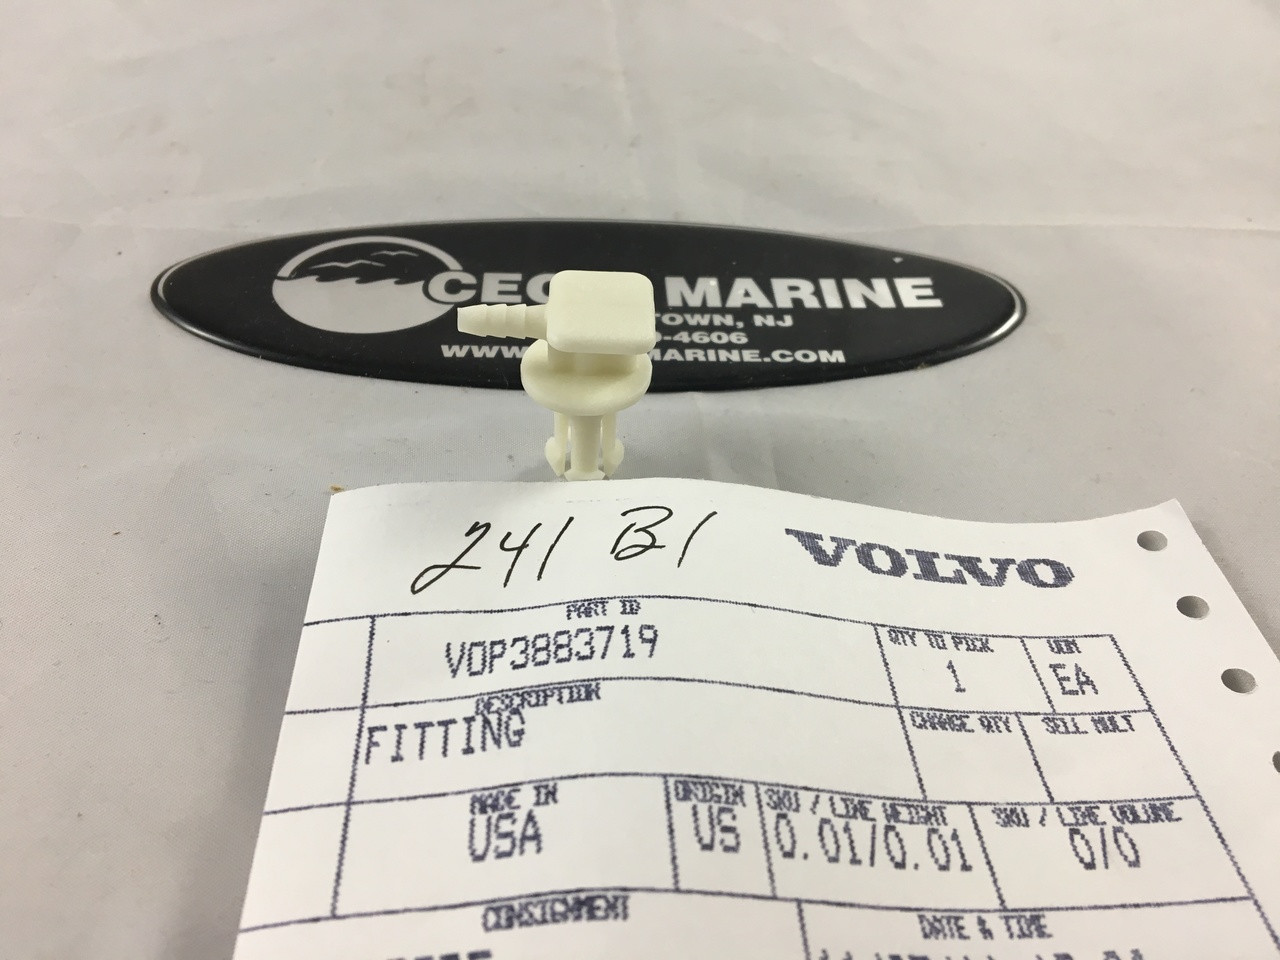 CEC MARINE
TOWN, NJ
0-4606
WWW. MARINE.COM
241 B1
VOLVO
PART ID
VOP3883719
QTY TO PICK
1
UOM
EA
DESCRIPTION
FITTING
CHANGE QTY
SELL MULT
MADE IN
USA
ORIGIN
US
SKU / LINE WEIGHT
0.01/0.01
SKU / LINE VOLUME
0/0
CONSIGNMENT
DATE & TIME